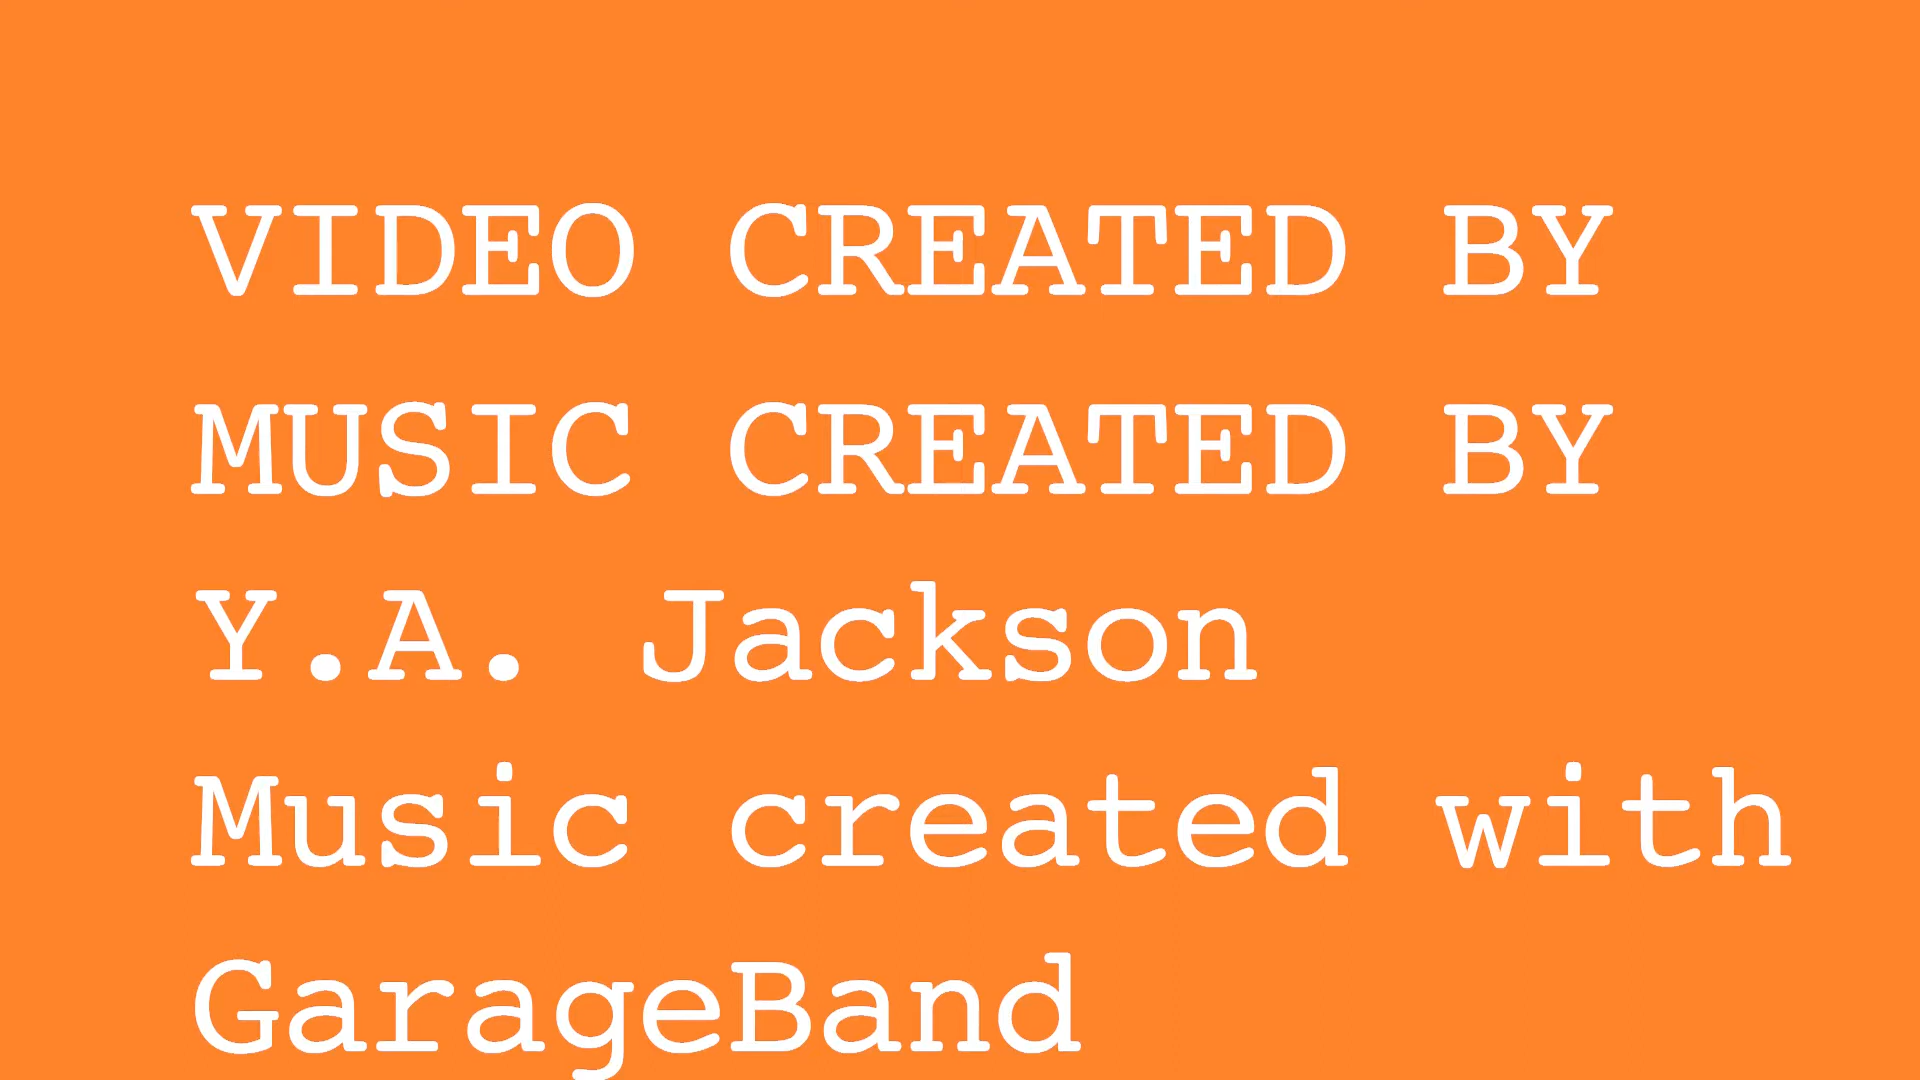 VIDEO CREATED BY
MUSIC CREATED BY
Y.A. Jackson
Music created with
GarageBand